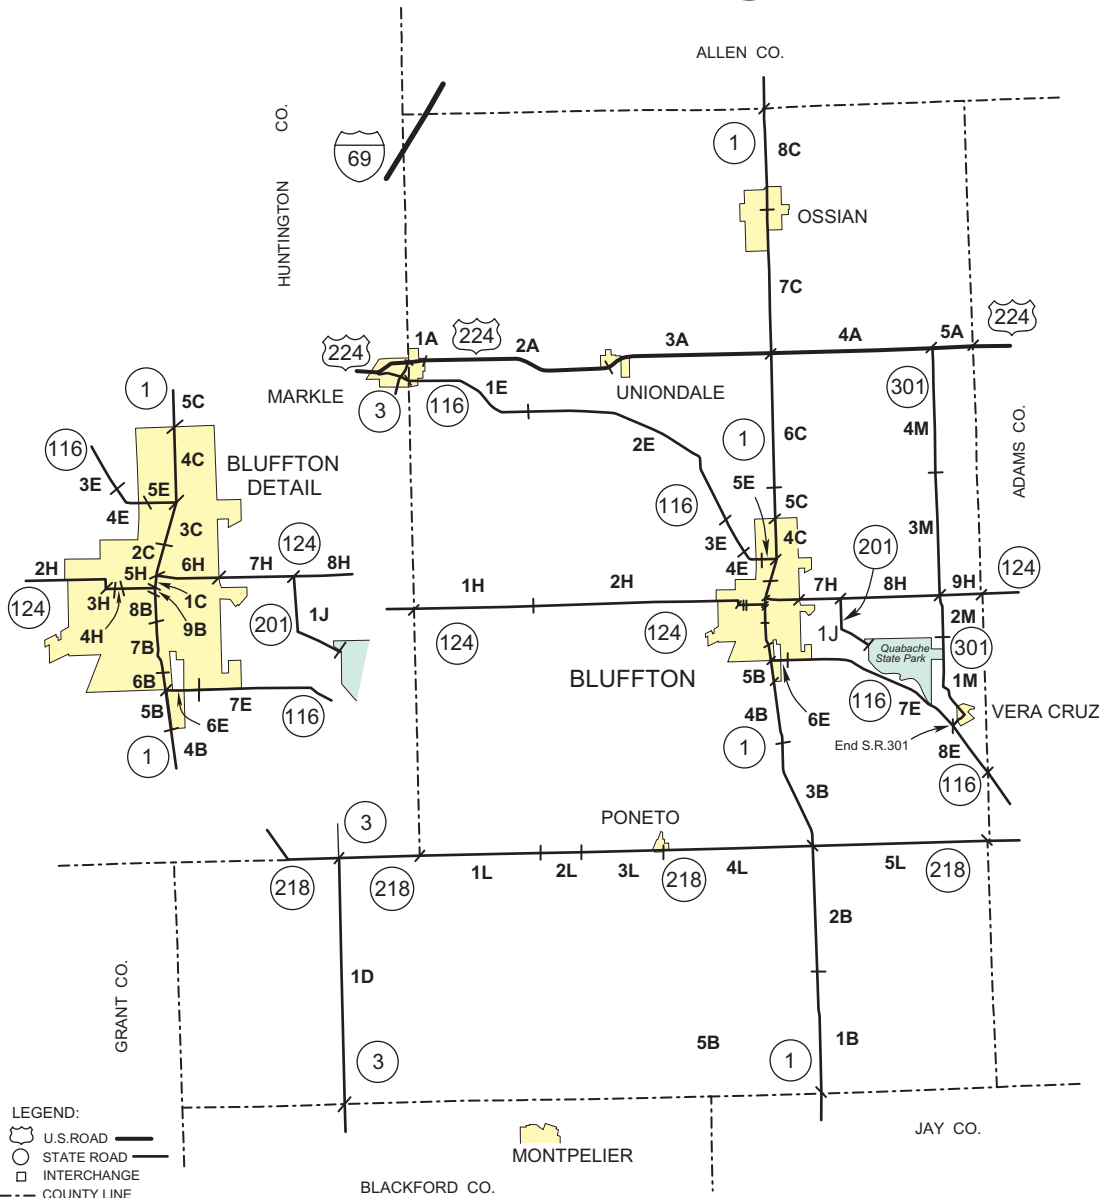 ALLEN CO.
HUNTINGTON CO.
69
1
8C
OSSIAN
7C
224
1A
224
2A
3A
4A
5A
224
MARKLE
3
116
1E
UNIONDALE
301
4M
ADAMS CO.
1
5C
116
4C
BLUFFTON
DETAIL
3E
5E
4E
3C
2C
2H
5H
6H
7H
124
8H
124
3H
4H
8B
1C
9B
201
1J
7B
6B
5B
6E
7E
116
1
4B
2E
1
6C
5E
116
5C
3E
4C
4E
3M
201
1H
2H
7H
8H
9H
124
124
124
1J
2M
Quabache
State Park
301
BLUFFTON
5B
1M
116
7E
VERA CRUZ
4B
6E
End S.R.301
8E
1
116
3B
PONETO
3
218
218
1L
2L
3L
218
4L
5L
218
2B
1D
GRANT CO.
5B
1B
3
1
LEGEND:
U.S.ROAD
STATE ROAD
INTERCHANGE
COUNTY LINE
MONTPELIER
JAY CO.
BLACKFORD CO.